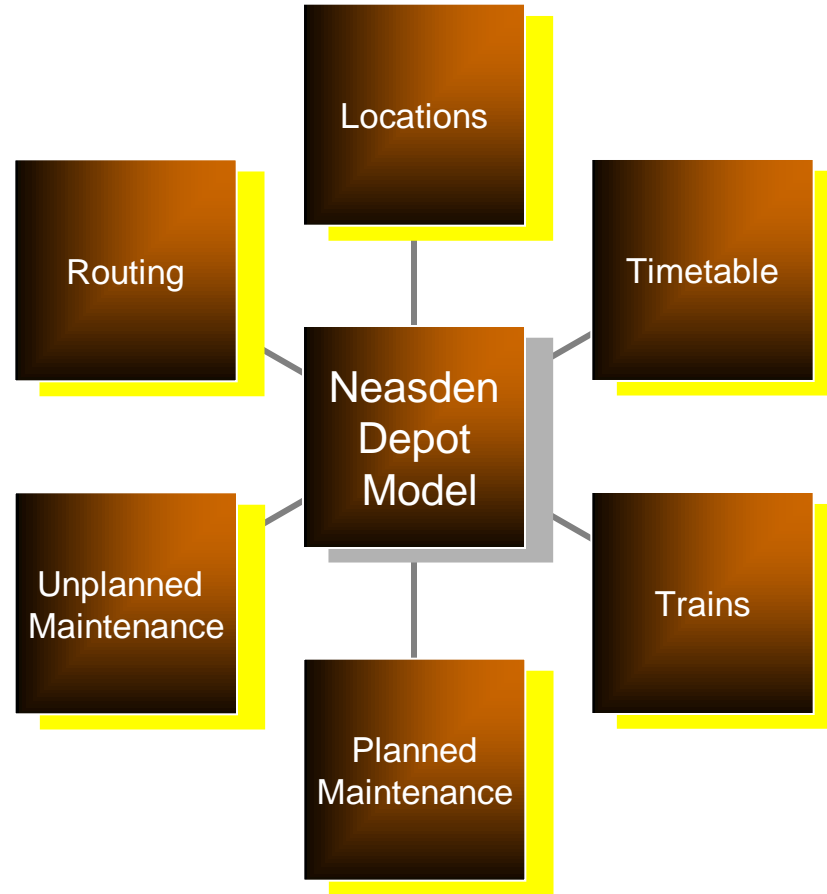 Locations
Routing
Timetable
Neasden
Depot
Model
Unplanned
Maintenance
Trains
Planned
Maintenance